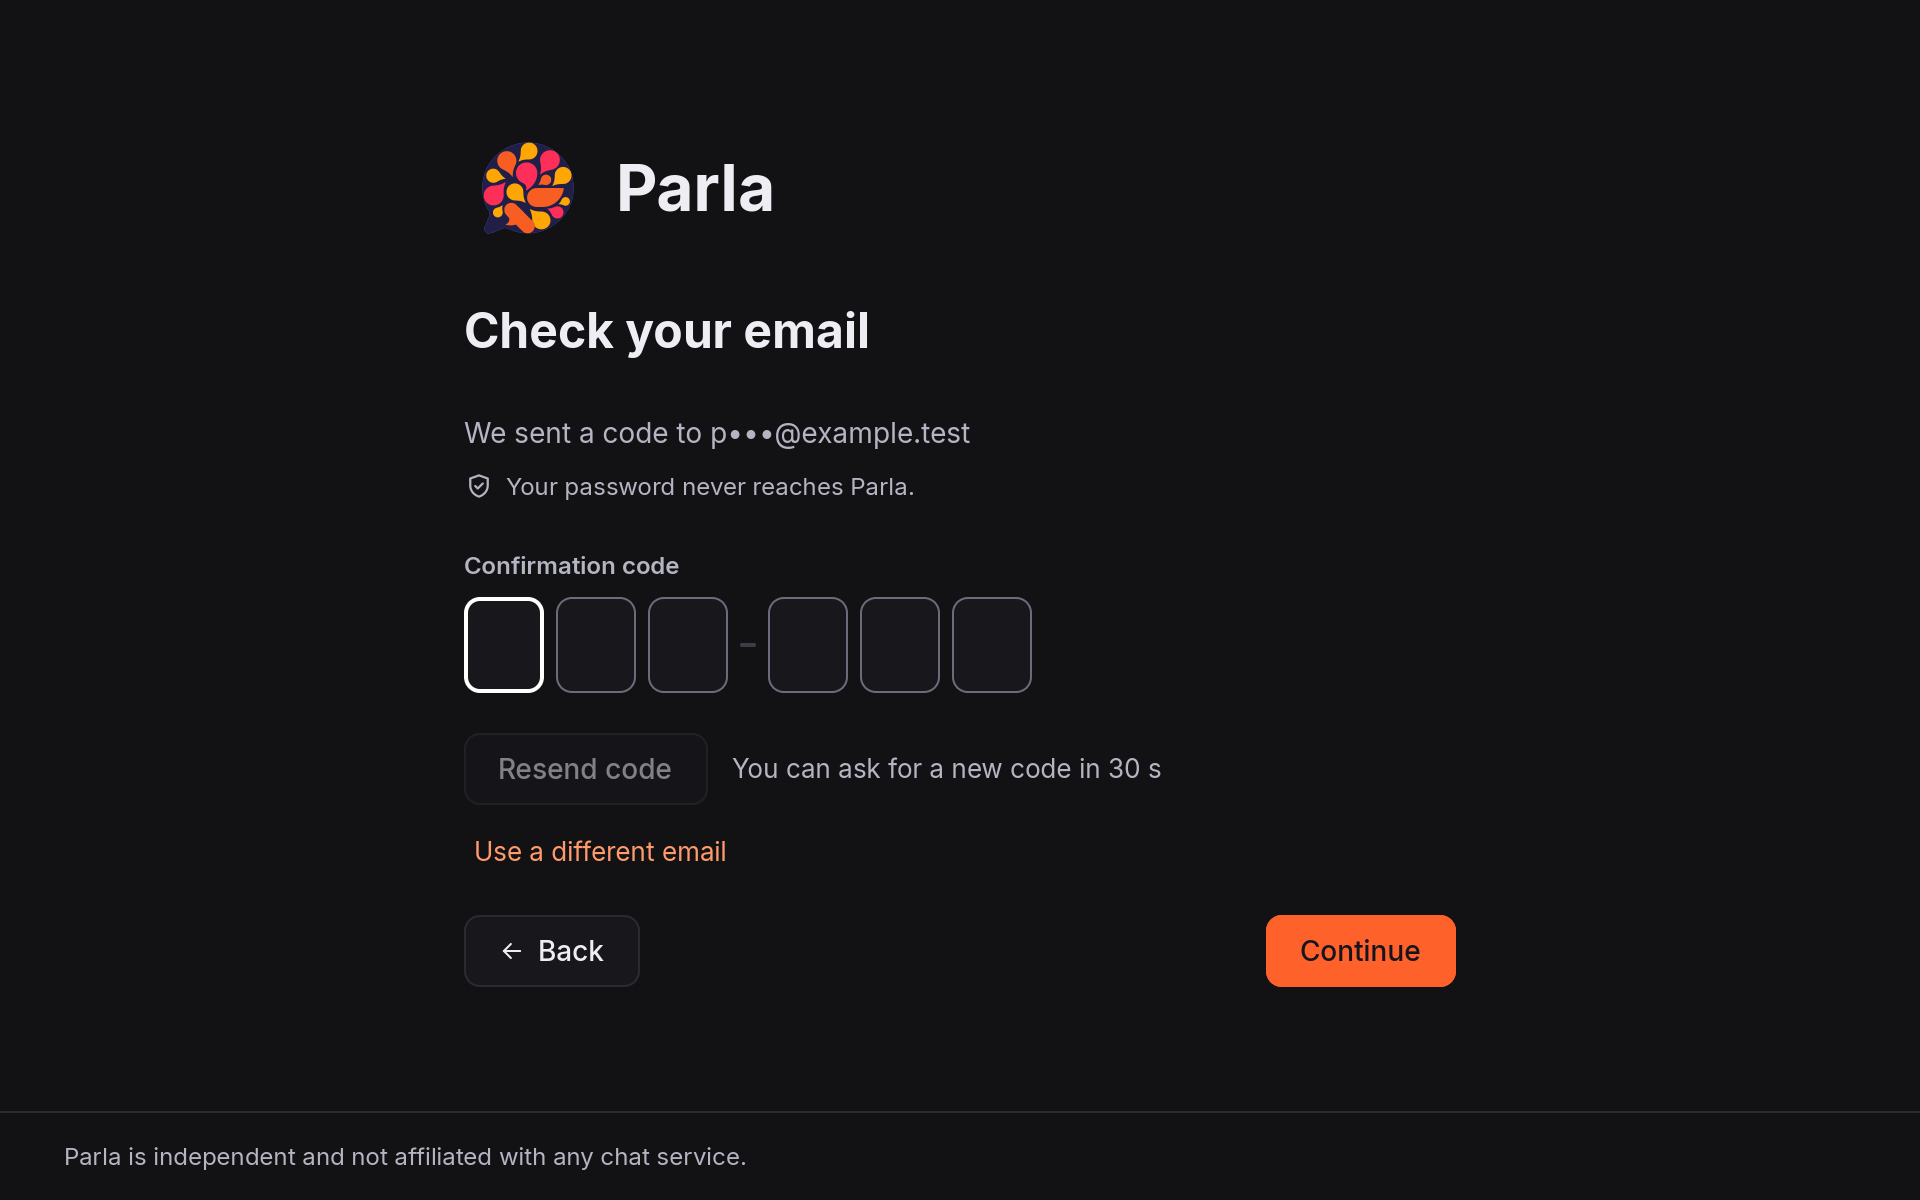 Parla
Check your email
We sent a code to p•••@example.test
Your password never reaches Parla.
Confirmation code
–
Resend code
You can ask for a new code in 30 s
Use a different email
← Back
Continue
Parla is independent and not affiliated with any chat service.